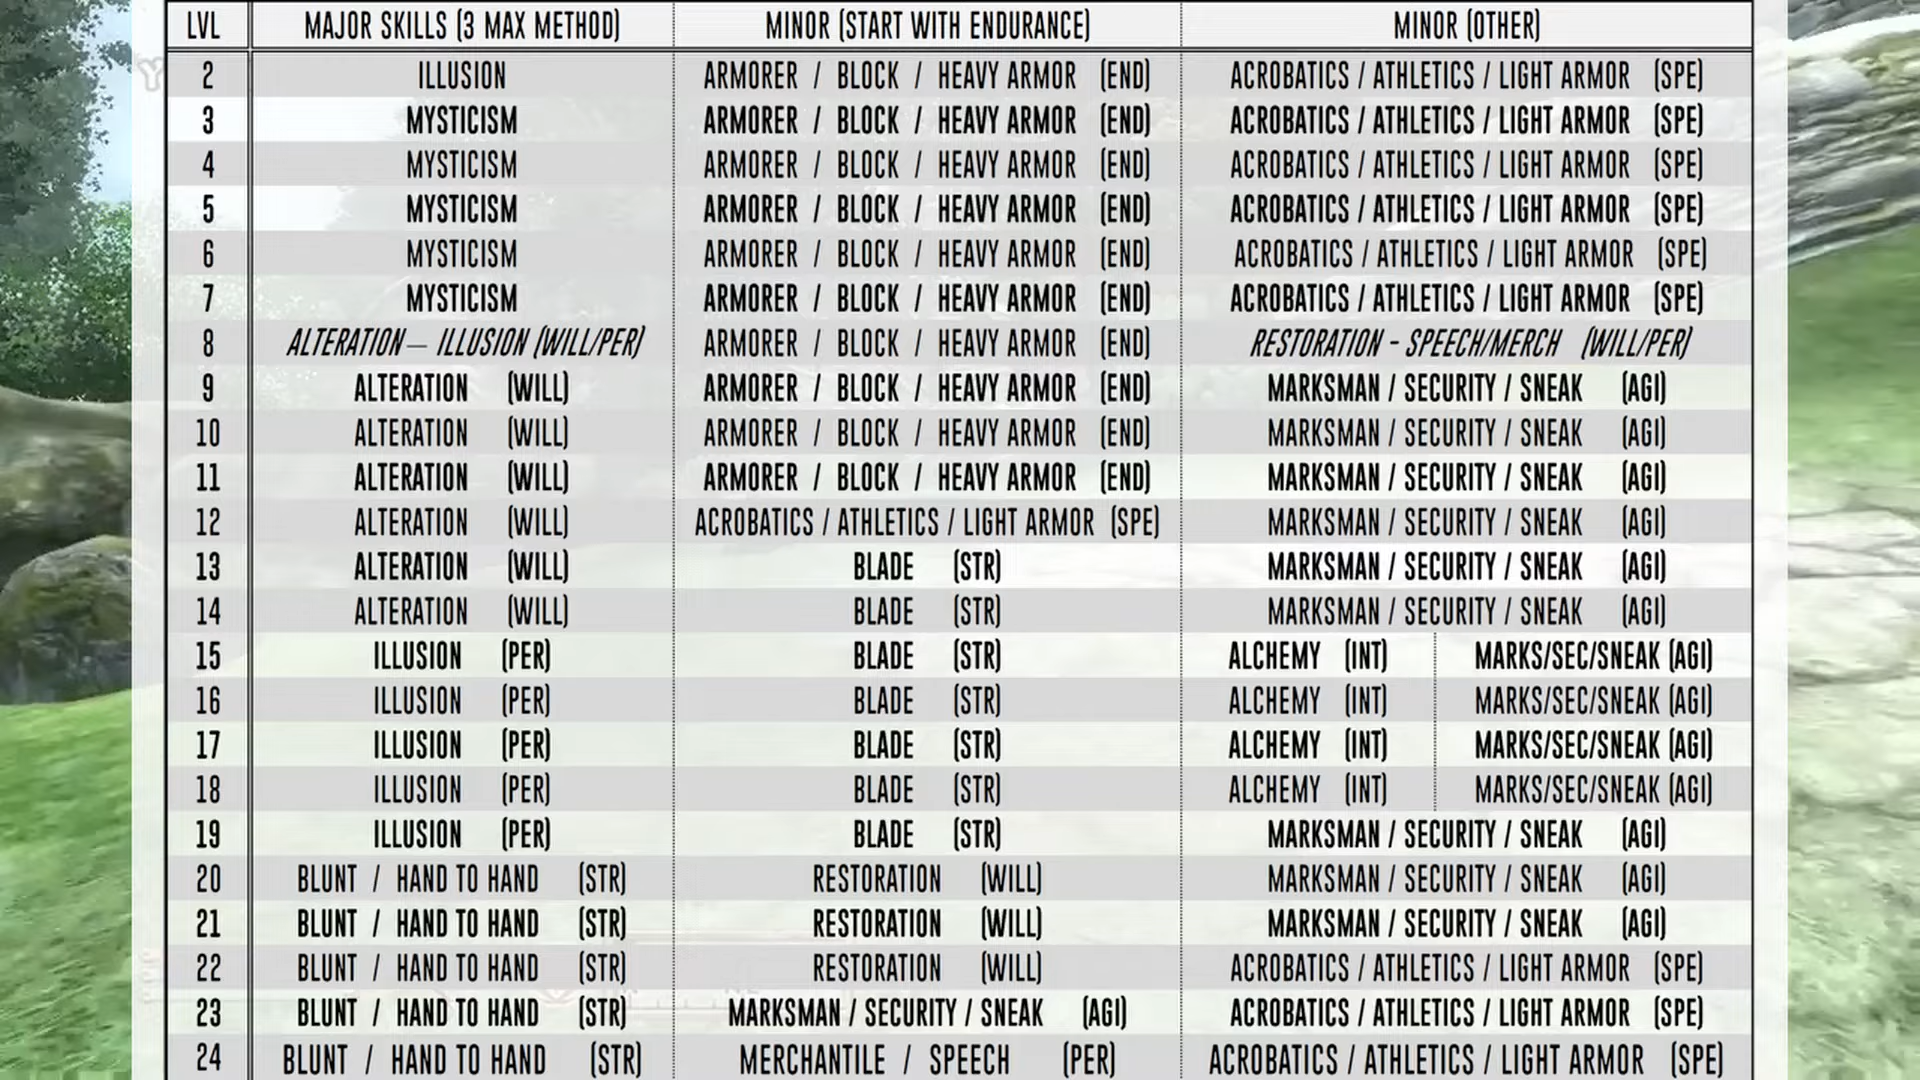 LVL MAJOR SKILLS (3 MAX METHOD) MINOR (START WITH ENDURANCE) MINOR (OTHER)
2 ILLUSION ARMORER / BLOCK / HEAVY ARMOR (END) ACROBATICS / ATHLETICS / LIGHT ARMOR (SPE)
3 MYSTICISM ARMORER / BLOCK / HEAVY ARMOR (END) ACROBATICS / ATHLETICS / LIGHT ARMOR (SPE)
4 MYSTICISM ARMORER / BLOCK / HEAVY ARMOR (END) ACROBATICS / ATHLETICS / LIGHT ARMOR (SPE)
5 MYSTICISM ARMORER / BLOCK / HEAVY ARMOR (END) ACROBATICS / ATHLETICS / LIGHT ARMOR (SPE)
6 MYSTICISM ARMORER / BLOCK / HEAVY ARMOR (END) ACROBATICS / ATHLETICS / LIGHT ARMOR (SPE)
7 MYSTICISM ARMORER / BLOCK / HEAVY ARMOR (END) ACROBATICS / ATHLETICS / LIGHT ARMOR (SPE)
8 ALTERATION— ILLUSION (WILL/PER) ARMORER / BLOCK / HEAVY ARMOR (END) RESTORATION - SPEECH/MERCH (WILL/PER)
9 ALTERATION (WILL) ARMORER / BLOCK / HEAVY ARMOR (END) MARKSMAN / SECURITY / SNEAK (AGI)
10 ALTERATION (WILL) ARMORER / BLOCK / HEAVY ARMOR (END) MARKSMAN / SECURITY / SNEAK (AGI)
11 ALTERATION (WILL) ARMORER / BLOCK / HEAVY ARMOR (END) MARKSMAN / SECURITY / SNEAK (AGI)
12 ALTERATION (WILL) ACROBATICS / ATHLETICS / LIGHT ARMOR (SPE) MARKSMAN / SECURITY / SNEAK (AGI)
13 ALTERATION (WILL) BLADE (STR) MARKSMAN / SECURITY / SNEAK (AGI)
14 ALTERATION (WILL) BLADE (STR) MARKSMAN / SECURITY / SNEAK (AGI)
15 ILLUSION (PER) BLADE (STR) ALCHEMY (INT) MARKS/SEC/SNEAK (AGI)
16 ILLUSION (PER) BLADE (STR) ALCHEMY (INT) MARKS/SEC/SNEAK (AGI)
17 ILLUSION (PER) BLADE (STR) ALCHEMY (INT) MARKS/SEC/SNEAK (AGI)
18 ILLUSION (PER) BLADE (STR) ALCHEMY (INT) MARKS/SEC/SNEAK (AGI)
19 ILLUSION (PER) BLADE (STR) MARKSMAN / SECURITY / SNEAK (AGI)
20 BLUNT / HAND TO HAND (STR) RESTORATION (WILL) MARKSMAN / SECURITY / SNEAK (AGI)
21 BLUNT / HAND TO HAND (STR) RESTORATION (WILL) MARKSMAN / SECURITY / SNEAK (AGI)
22 BLUNT / HAND TO HAND (STR) RESTORATION (WILL) ACROBATICS / ATHLETICS / LIGHT ARMOR (SPE)
23 BLUNT / HAND TO HAND (STR) MARKSMAN / SECURITY / SNEAK (AGI) ACROBATICS / ATHLETICS / LIGHT ARMOR (SPE)
24 BLUNT / HAND TO HAND (STR) MERCHANTILE / SPEECH (PER) ACROBATICS / ATHLETICS / LIGHT ARMOR (SPE)